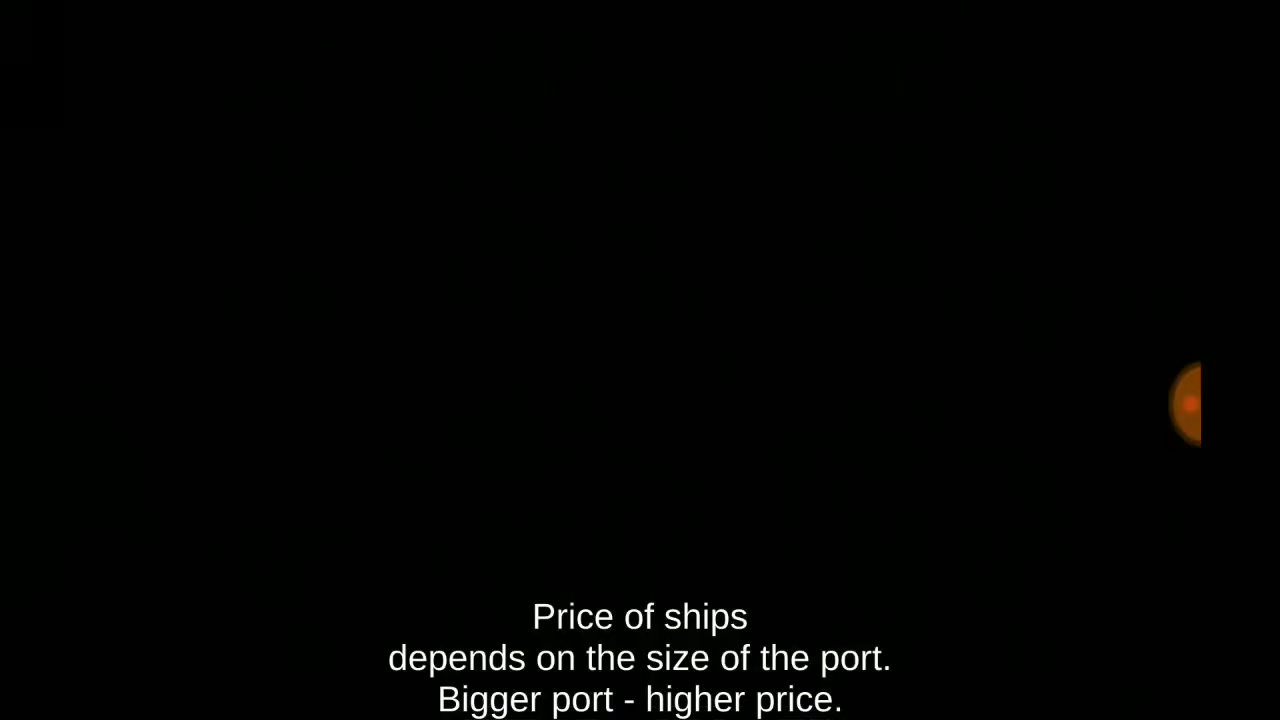 Price of ships
depends on the size of the port.
Bigger port - higher price.